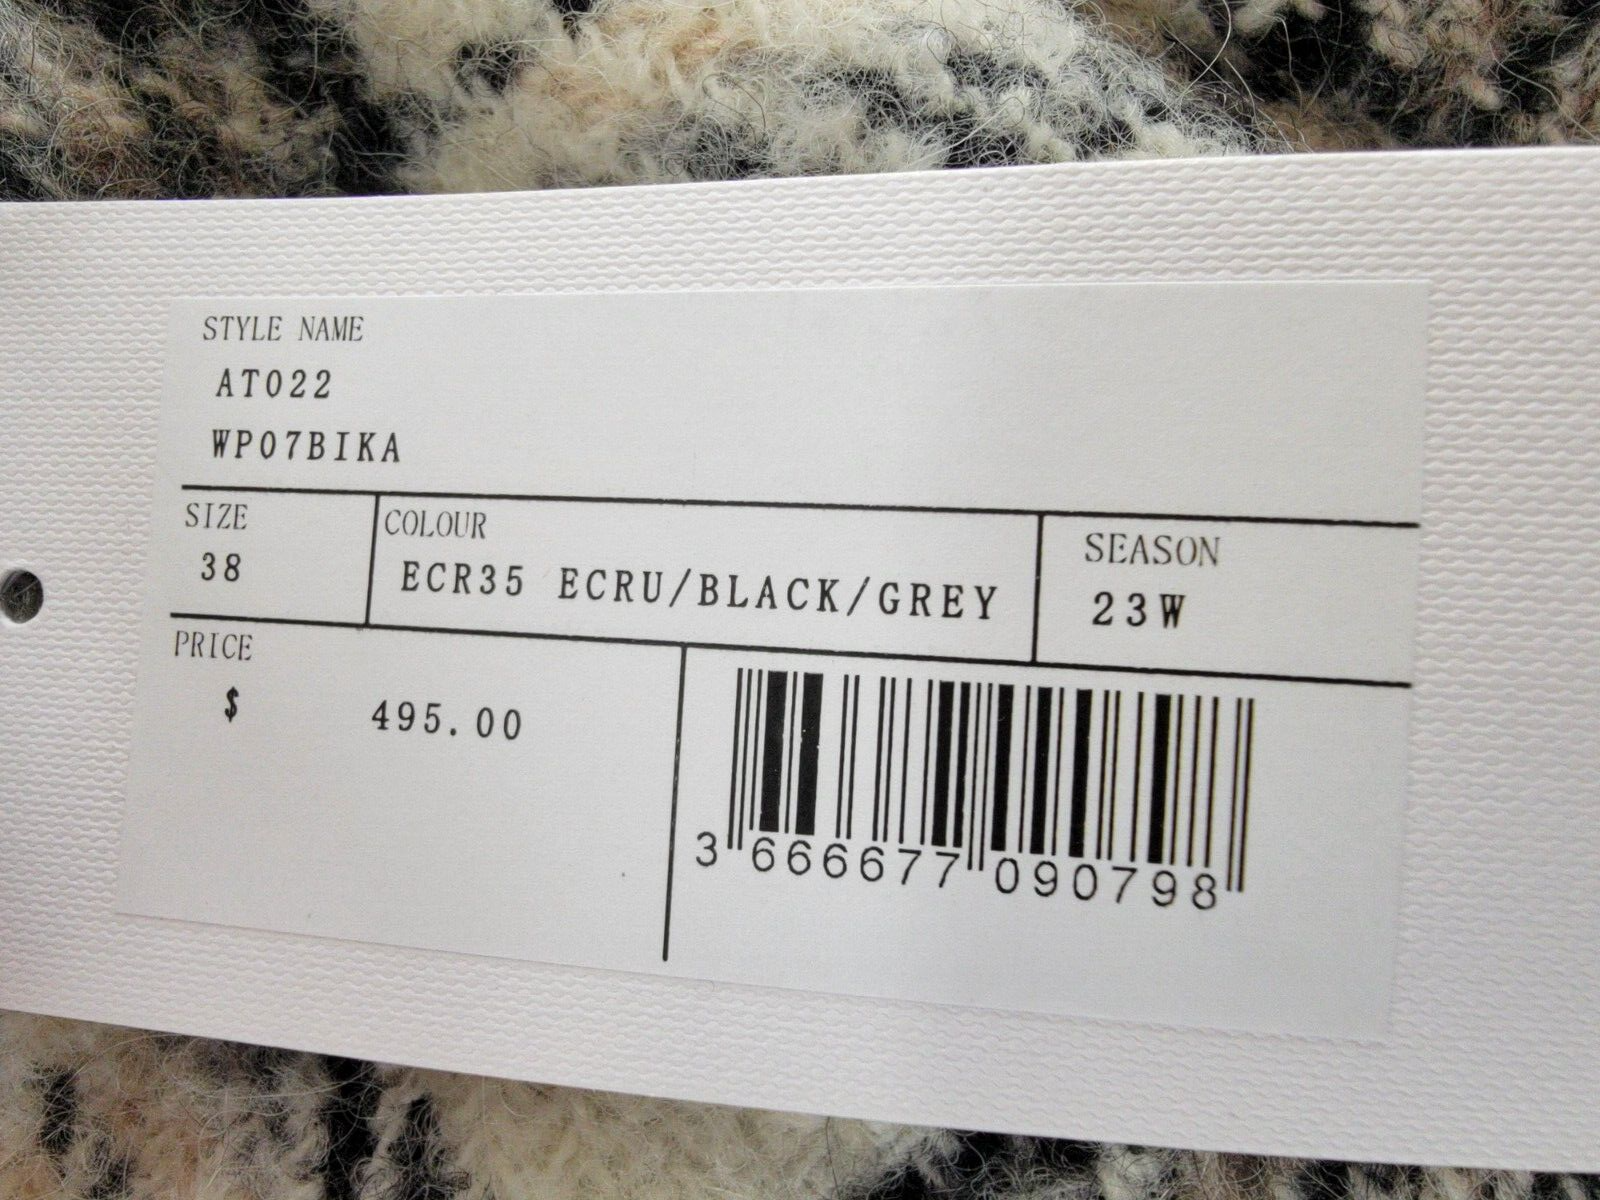 STYLE NAME
AT022
WP07BIKA
SIZE
38
COLOUR
ECR35 ECRU/BLACK/GREY
SEASON
23W
PRICE
$ 495.00
3 666677 090798